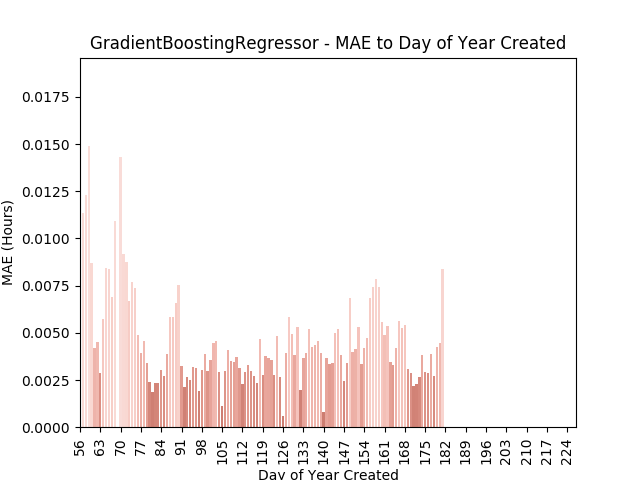 GradientBoostingRegressor - MAE to Day of Year Created
MAE (Hours)
0.0175
0.0150
0.0125
0.0100
0.0075
0.0050
0.0025
0.0000
56 63 70 77 84 91 98 105 112 119 126 133 140 147 154 161 168 175 182 189 196 203 210 217 224
Day of Year Created